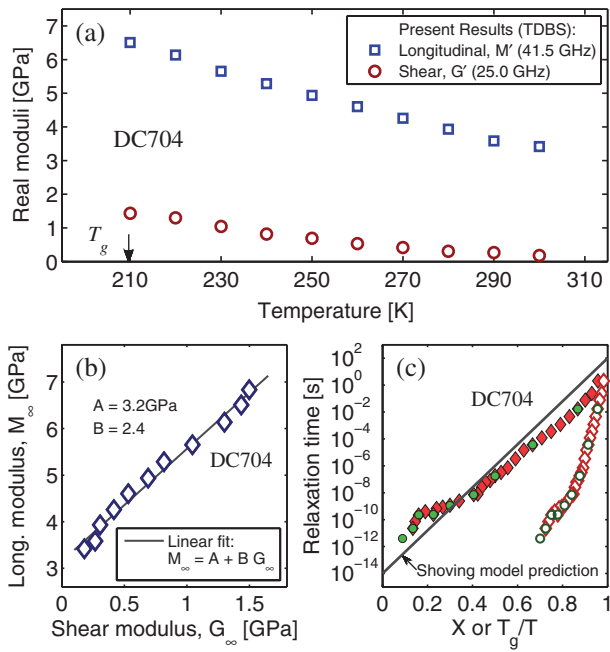 (a)
Present Results (TDBS):
Longitudinal, M′ (41.5 GHz)
Shear, G′ (25.0 GHz)
DC704
T_g
Real moduli [GPa]
7
6
5
4
3
2
1
0
210 220 230 240 250 260 270 280 290 300 310
Temperature [K]
(b)
A = 3.2GPa
B = 2.4
DC704
Linear fit:
M_∞ = A + B G_∞
Long. modulus, M_∞ [GPa]
7
6
5
4
3
0 0.5 1 1.5
Shear modulus, G_∞ [GPa]
(c)
DC704
Shoving model prediction
Relaxation time [s]
10^2
10^0
10^-2
10^-4
10^-6
10^-8
10^-10
10^-12
10^-14
0 0.2 0.4 0.6 0.8 1
X or T_g/T